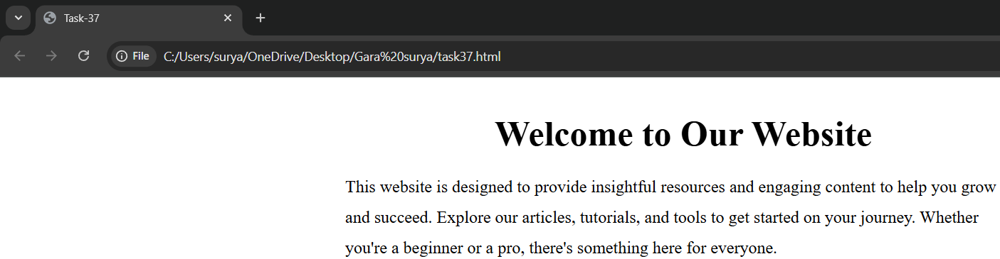 Task-37
File C:/Users/surya/OneDrive/Desktop/Gara%20surya/task37.html
Welcome to Our Website
This website is designed to provide insightful resources and engaging content to help you grow
and succeed. Explore our articles, tutorials, and tools to get started on your journey. Whether
you're a beginner or a pro, there's something here for everyone.